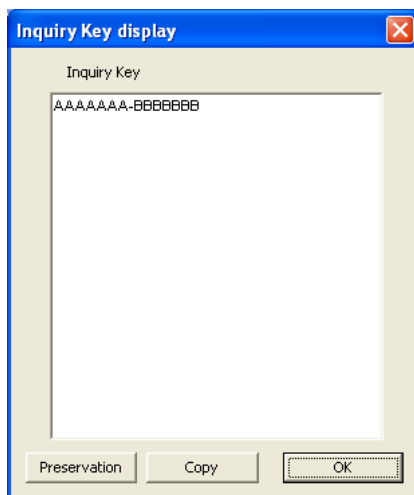 Inquiry Key display
Inquiry Key
AAAAAAA-BBBBBBB
Preservation Copy OK